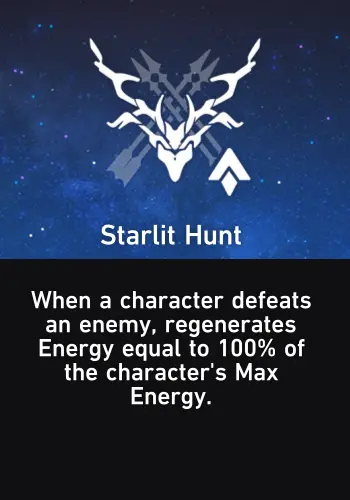 Starlit Hunt
When a character defeats
an enemy, regenerates
Energy equal to 100% of
the character's Max
Energy.